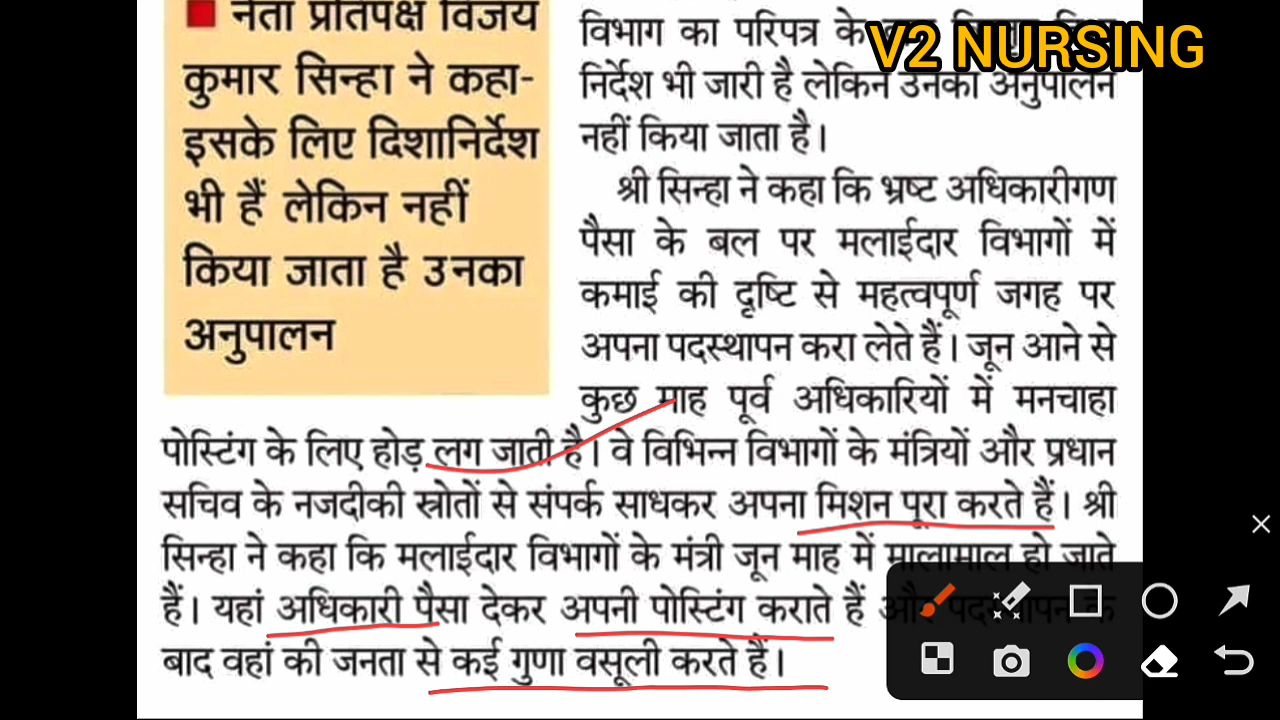 नेता प्रतिपक्ष विजय
कुमार सिन्हा ने कहा-
इसके लिए दिशानिर्देश
भी हैं लेकिन नहीं
किया जाता है उनका
अनुपालन
V2 NURSING
विभाग का परिपत्र के
निर्देश भी जारी है लेकिन उनका अनुपालन
नहीं किया जाता है।
श्री सिन्हा ने कहा कि भ्रष्ट अधिकारीगण
पैसा के बल पर मलाईदार विभागों में
कमाई की दृष्टि से महत्वपूर्ण जगह पर
अपना पदस्थापन करा लेते हैं। जून आने से
कुछ माह पूर्व अधिकारियों में मनचाहा
पोस्टिंग के लिए होड़ लग जाती है। वे विभिन्न विभागों के मंत्रियों और प्रधान
सचिव के नजदीकी स्रोतों से संपर्क साधकर अपना मिशन पूरा करते हैं। श्री
सिन्हा ने कहा कि मलाईदार विभागों के मंत्री जून माह में मालामाल हो जाते
हैं। यहां अधिकारी पैसा देकर अपनी पोस्टिंग कराते हैं और पदस्थापन के
बाद वहां की जनता से कई गुणा वसूली करते हैं।